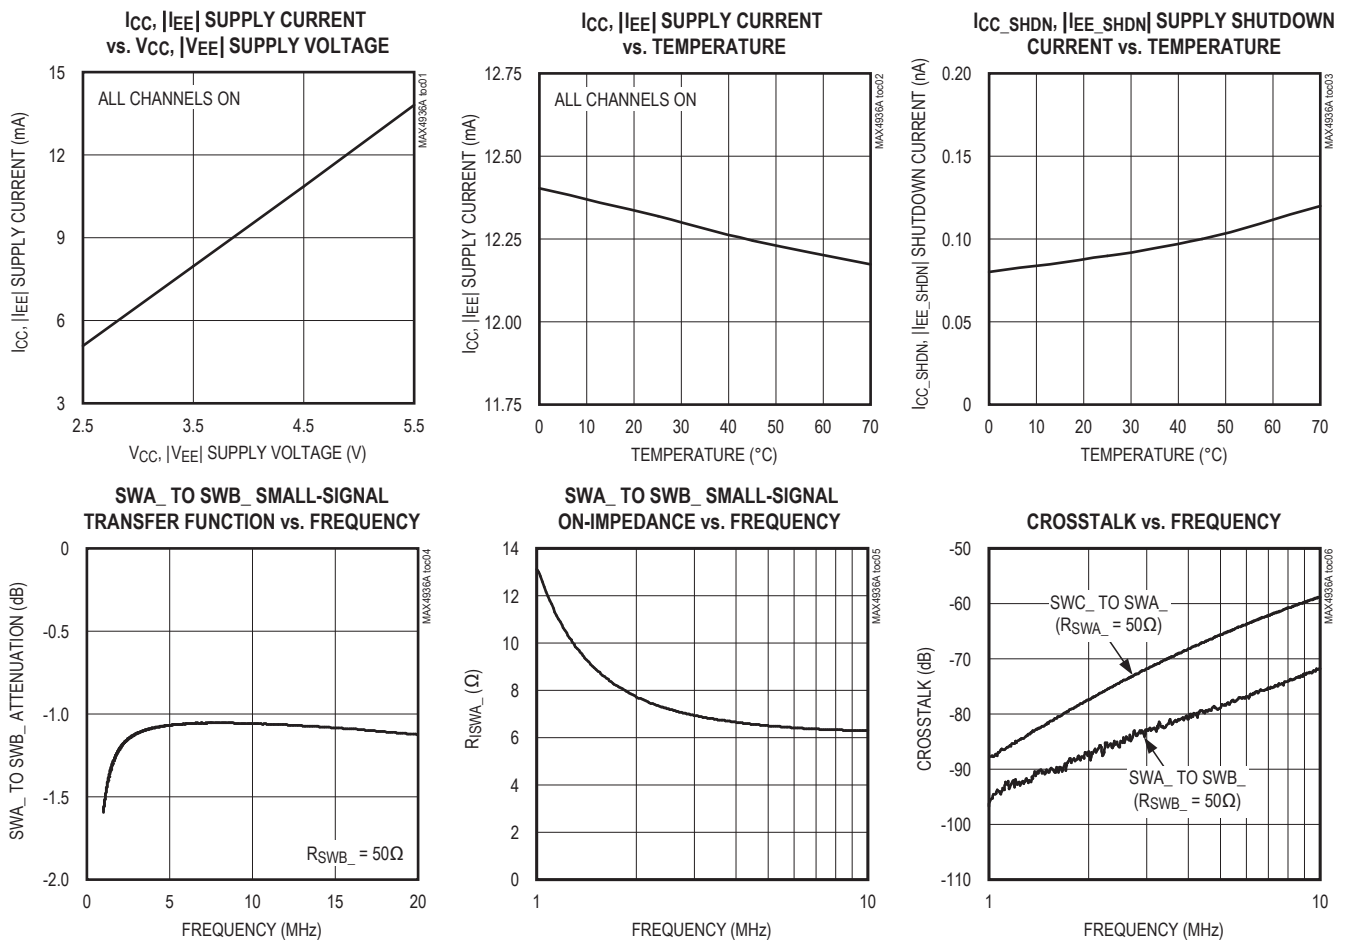 ICC, |IEE| SUPPLY CURRENT
vs. VCC, |VEE| SUPPLY VOLTAGE
ALL CHANNELS ON
MAX4936A toc01
ICC, |IEE| SUPPLY CURRENT (mA)
15
12
9
6
3
2.5
3.5
4.5
5.5
VCC, |VEE| SUPPLY VOLTAGE (V)
ICC, |IEE| SUPPLY CURRENT
vs. TEMPERATURE
ALL CHANNELS ON
MAX4936A toc02
ICC, |IEE| SUPPLY CURRENT (mA)
12.75
12.50
12.25
12.00
11.75
0
10
20
30
40
50
60
70
TEMPERATURE (°C)
ICC_SHDN, |IEE_SHDN| SUPPLY SHUTDOWN
CURRENT vs. TEMPERATURE
MAX4936A toc03
ICC_SHDN, |IEE_SHDN| SHUTDOWN CURRENT (nA)
0.20
0.15
0.10
0.05
0
0
10
20
30
40
50
60
70
TEMPERATURE (°C)
SWA_ TO SWB_ SMALL-SIGNAL
TRANSFER FUNCTION vs. FREQUENCY
MAX4936A toc04
SWA_ TO SWB_ ATTENUATION (dB)
0
-0.5
-1.0
-1.5
-2.0
RSWB_ = 50Ω
0
5
10
15
20
FREQUENCY (MHz)
SWA_ TO SWB_ SMALL-SIGNAL
ON-IMPEDANCE vs. FREQUENCY
MAX4936A toc05
RISWA_ (Ω)
14
12
10
8
6
4
2
0
1
10
FREQUENCY (MHz)
CROSSTALK vs. FREQUENCY
MAX4936A toc06
CROSSTALK (dB)
-50
-60
-70
-80
-90
-100
-110
SWC_ TO SWA_
(RSWA_ = 50Ω)
SWA_ TO SWB_
(RSWB_ = 50Ω)
1
10
FREQUENCY (MHz)